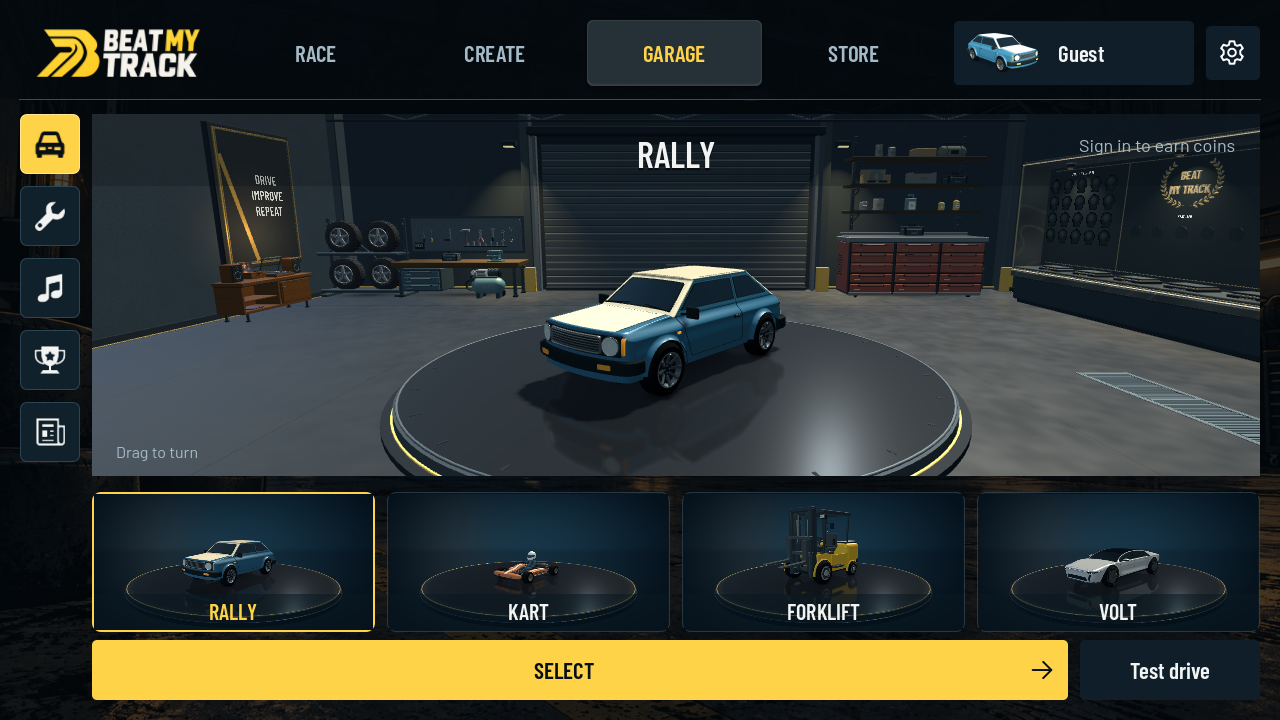 BEAT MY TRACK
RACE
CREATE
GARAGE
STORE
Guest
RALLY
Sign in to earn coins
DRIVE
IMPROVE
REPEAT
BEAT
MY TRACK
Drag to turn
RALLY
KART
FORKLIFT
VOLT
SELECT
Test drive